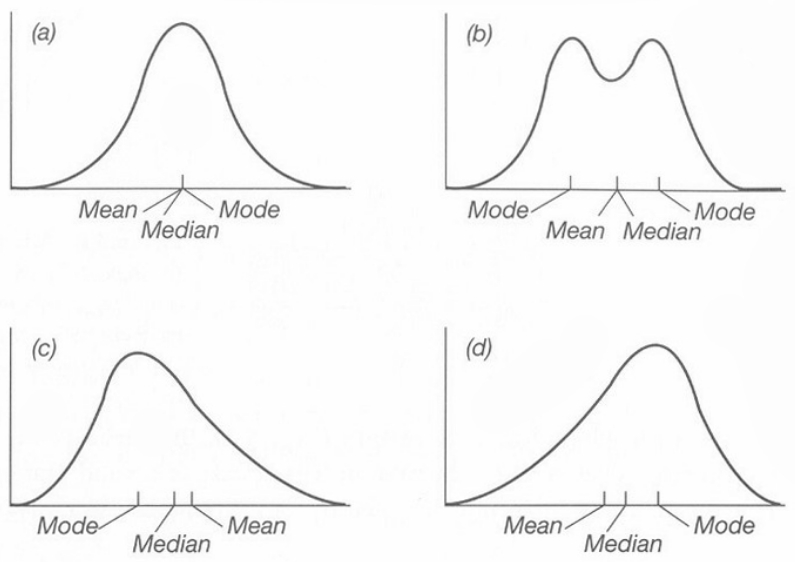 (a)
Mean Mode
Median
(b)
Mode Mode
Mean Median
(c)
Mode Mean
Median
(d)
Mean Mode
Median